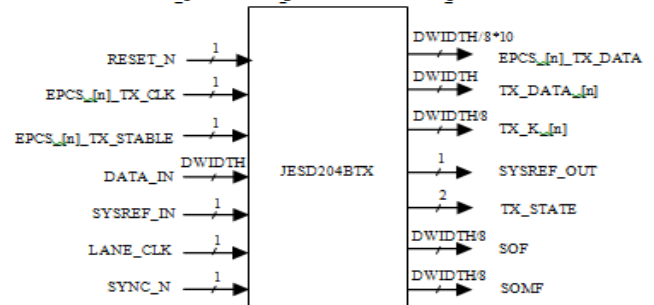 1
RESET_N
1
EPCS_[n]_TX_CLK
1
EPCS_[n]_TX_STABLE
DWIDTH
DATA_IN
1
SYSREF_IN
1
LANE_CLK
1
SYNC_N
JESD204BTX
DWIDTH/8*10
EPCS_[n]_TX_DATA
DWIDTH
TX_DATA_[n]
DWIDTH/8
TX_K_[n]
1
SYSREF_OUT
2
TX_STATE
DWIDTH/8
SOF
DWIDTH/8
SOMF